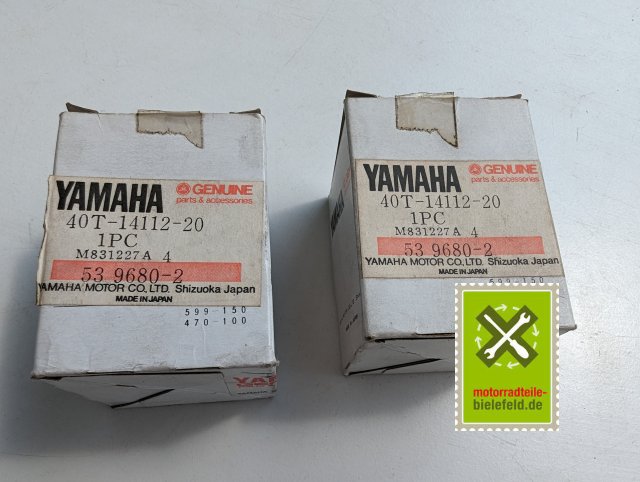 YAMAHA
GENUINE
parts & accessories
40T-14112-20
1PC
M831227A 4
53 9680-2
YAMAHA MOTOR CO., LTD. Shizuoka Japan
MADE IN JAPAN
599-150
470-100
YAMAHA
GENUINE
parts & accessories
40T-14112-20
1PC
M831227A 4
53 9680-2
YAMAHA MOTOR CO., LTD. Shizuoka Japan
MADE IN JAPAN
599-150
motorradteile-
bielefeld.de